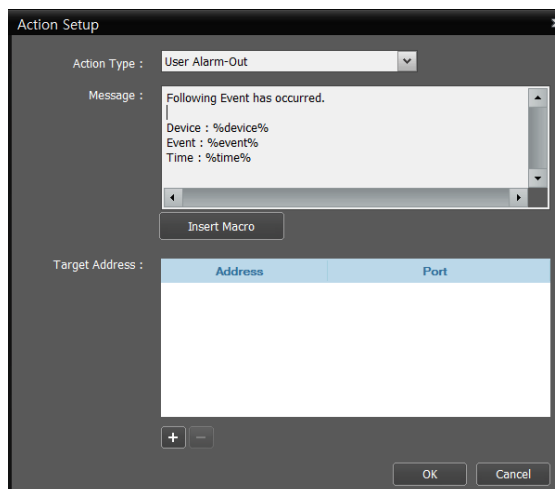 Action Setup
Action Type :
User Alarm-Out
Message :
Following Event has occurred.
Device : %device%
Event : %event%
Time : %time%
Insert Macro
Target Address :
Address Port
OK Cancel